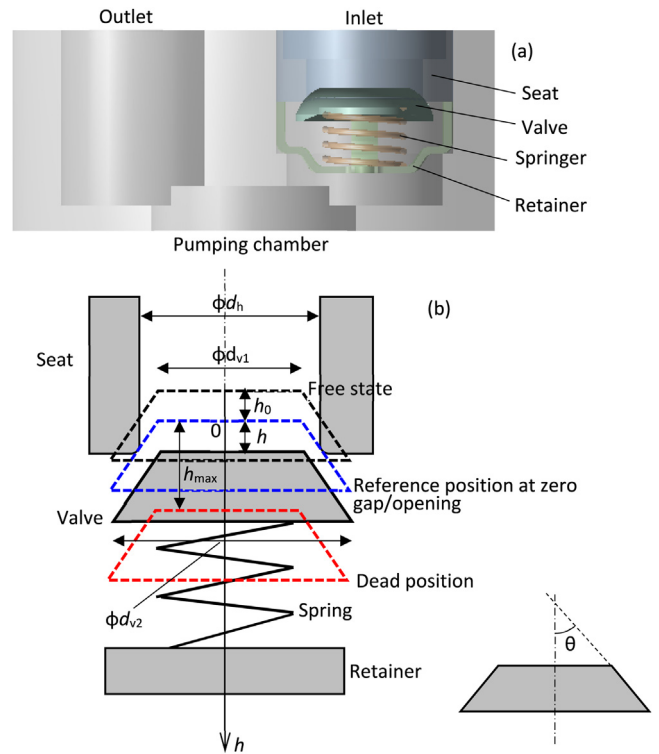 Outlet
Inlet
(a)
Seat
Valve
Springer
Retainer
Pumping chamber
(b)
ϕdh
Seat
ϕdv1
Free state
h0
0
h
hmax
Reference position at zero
gap/opening
Valve
Dead position
ϕdv2
Spring
θ
Retainer
h